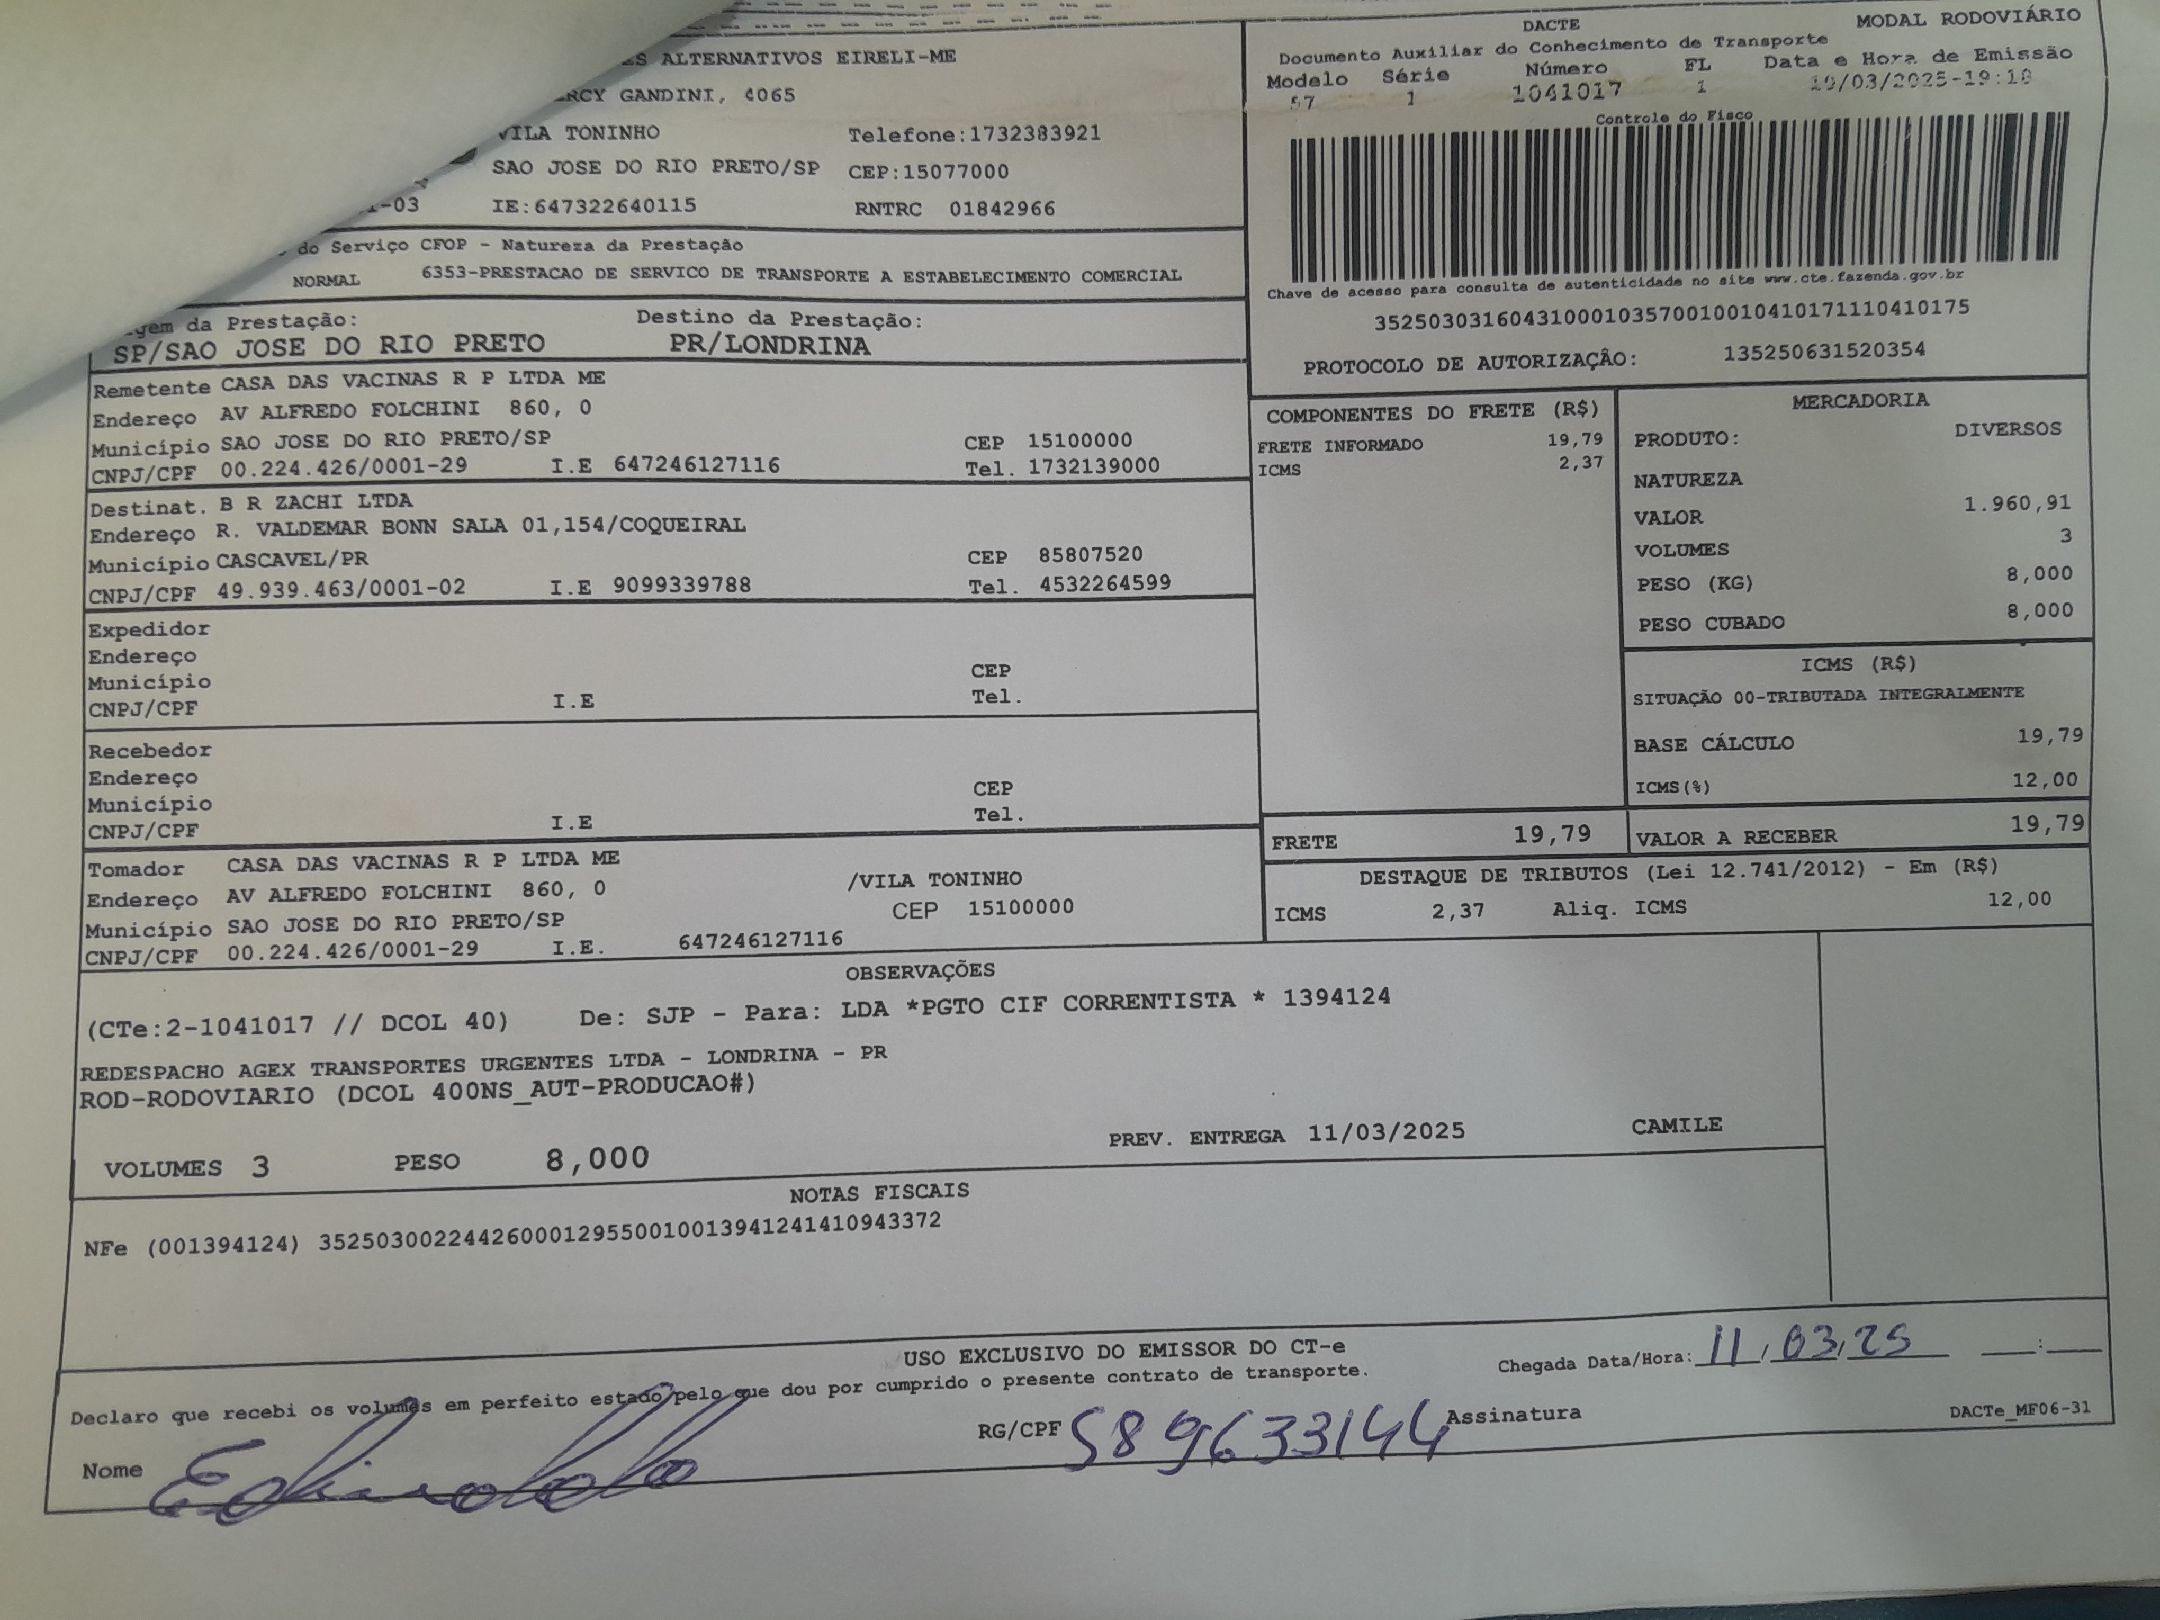 ES ALTERNATIVOS EIRELI-ME
RCY GANDINI, 4065
VILA TONINHO Telefone:1732383921
SAO JOSE DO RIO PRETO/SP CEP:15077000
-03 IE:647322640115 RNTRC 01842966
do Serviço CFOP - Natureza da Prestação
NORMAL 6353-PRESTACAO DE SERVICO DE TRANSPORTE A ESTABELECIMENTO COMERCIAL
DACTE MODAL RODOVIÁRIO
Documento Auxiliar do Conhecimento de Transporte
Modelo Série Número FL Data e Hora de Emissão
57 1 1041017 1 10/03/2025-19:18
Controle do Fisco
Chave de acesso para consulta de autenticidade no site www.cte.fazenda.gov.br
35250303160431000103570010010410171110410175
PROTOCOLO DE AUTORIZAÇÃO: 135250631520354
gem da Prestação: Destino da Prestação:
SP/SAO JOSE DO RIO PRETO PR/LONDRINA
Remetente CASA DAS VACINAS R P LTDA ME
Endereço AV ALFREDO FOLCHINI 860, 0
Município SAO JOSE DO RIO PRETO/SP CEP 15100000
CNPJ/CPF 00.224.426/0001-29 I.E 647246127116 Tel. 1732139000
Destinat. B R ZACHI LTDA
Endereço R. VALDEMAR BONN SALA 01,154/COQUEIRAL
Município CASCAVEL/PR CEP 85807520
CNPJ/CPF 49.939.463/0001-02 I.E 9099339788 Tel. 4532264599
Expedidor
Endereço
Município CEP
CNPJ/CPF I.E Tel.
Recebedor
Endereço
Município CEP
CNPJ/CPF I.E Tel.
Tomador CASA DAS VACINAS R P LTDA ME
Endereço AV ALFREDO FOLCHINI 860, 0 /VILA TONINHO
Município SAO JOSE DO RIO PRETO/SP CEP 15100000
CNPJ/CPF 00.224.426/0001-29 I.E. 647246127116
COMPONENTES DO FRETE (R$)
FRETE INFORMADO 19,79
ICMS 2,37
MERCADORIA
PRODUTO: DIVERSOS
NATUREZA
VALOR 1.960,91
VOLUMES 3
PESO (KG) 8,000
PESO CUBADO 8,000
ICMS (R$)
SITUAÇÃO 00-TRIBUTADA INTEGRALMENTE
BASE CÁLCULO 19,79
ICMS(%) 12,00
FRETE 19,79 VALOR A RECEBER 19,79
DESTAQUE DE TRIBUTOS (Lei 12.741/2012) - Em (R$)
ICMS 2,37 Aliq. ICMS 12,00
OBSERVAÇÕES
(CTe:2-1041017 // DCOL 40) De: SJP - Para: LDA *PGTO CIF CORRENTISTA * 1394124
REDESPACHO AGEX TRANSPORTES URGENTES LTDA - LONDRINA - PR
ROD-RODOVIARIO (DCOL 400NS_AUT-PRODUCAO#)
VOLUMES 3 PESO 8,000 PREV. ENTREGA 11/03/2025 CAMILE
NOTAS FISCAIS
NFe (001394124) 35250300224426000129550010013941241410943372
USO EXCLUSIVO DO EMISSOR DO CT-e
Chegada Data/Hora: 11,03,25 __:__
Declaro que recebi os volumes em perfeito estado pelo que dou por cumprido o presente contrato de transporte.
Nome RG/CPF 589633144 Assinatura DACTe_MF06-31